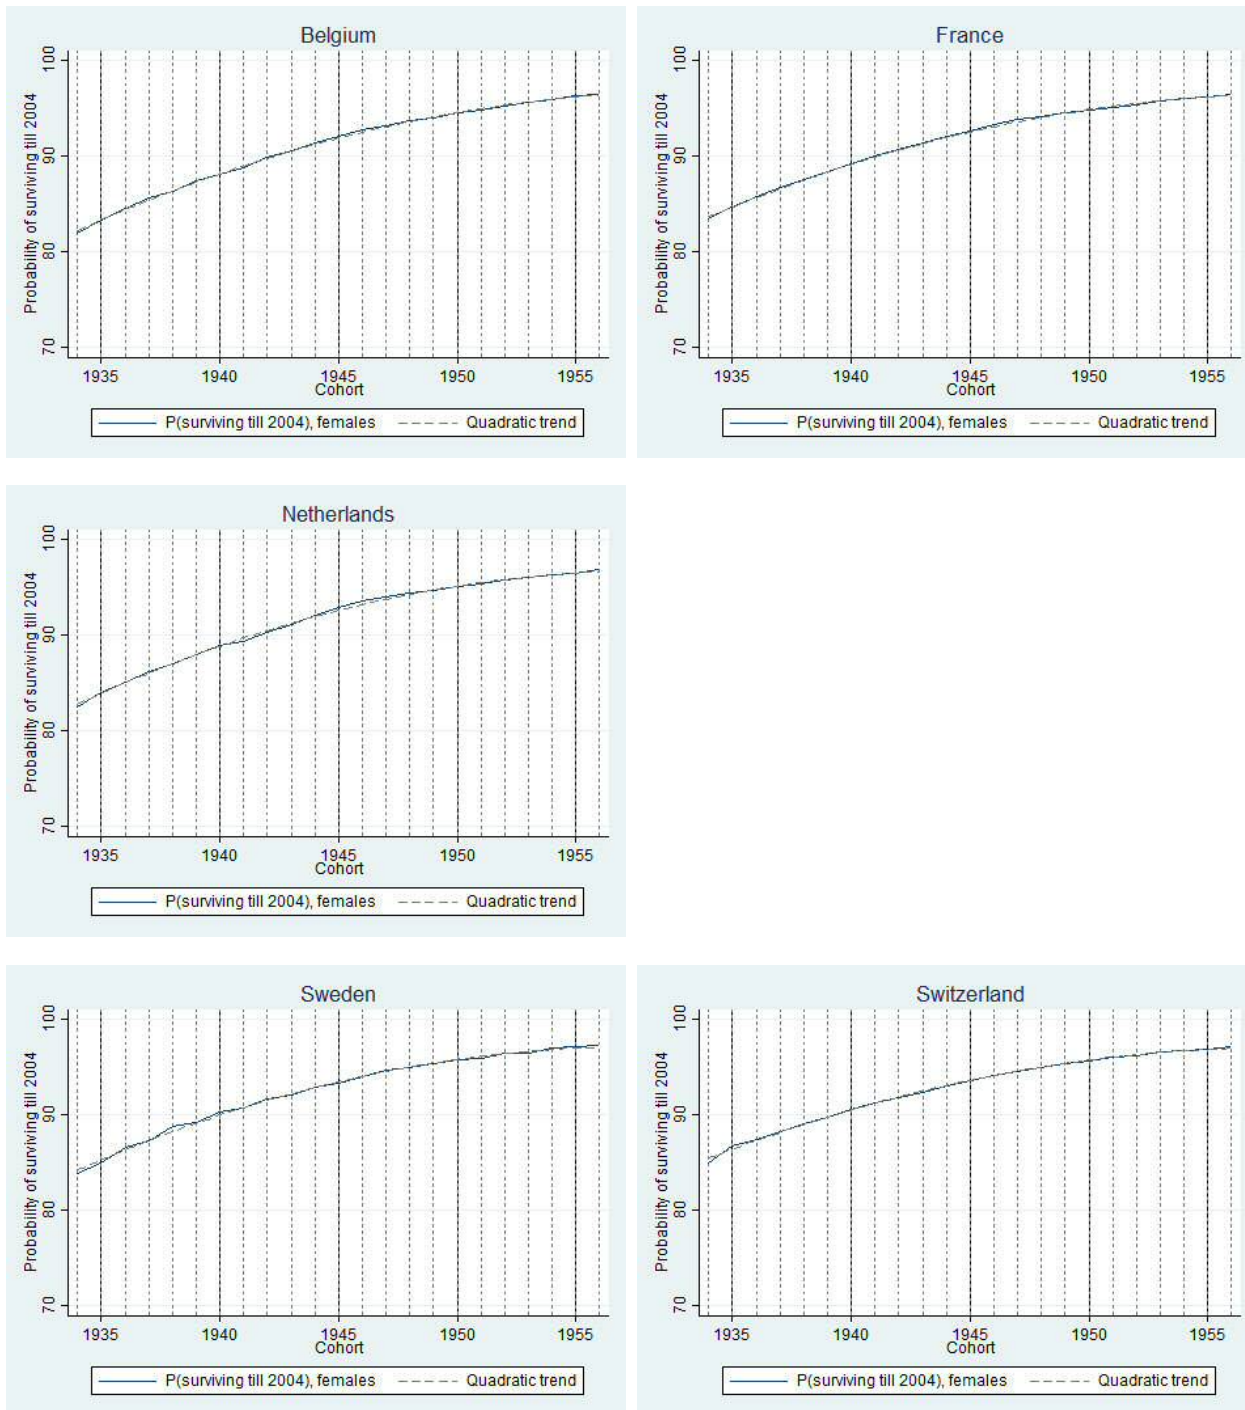 Belgium
Probability of surviving till 2004
100
90
80
70
1935 1940 1945 1950 1955
Cohort
P(surviving till 2004), females Quadratic trend
France
Probability of surviving till 2004
100
90
80
70
1935 1940 1945 1950 1955
Cohort
P(surviving till 2004), females Quadratic trend
Netherlands
Probability of surviving till 2004
100
90
80
70
1935 1940 1945 1950 1955
Cohort
P(surviving till 2004), females Quadratic trend
Sweden
Probability of surviving till 2004
100
90
80
70
1935 1940 1945 1950 1955
Cohort
P(surviving till 2004), females Quadratic trend
Switzerland
Probability of surviving till 2004
100
90
80
70
1935 1940 1945 1950 1955
Cohort
P(surviving till 2004), females Quadratic trend